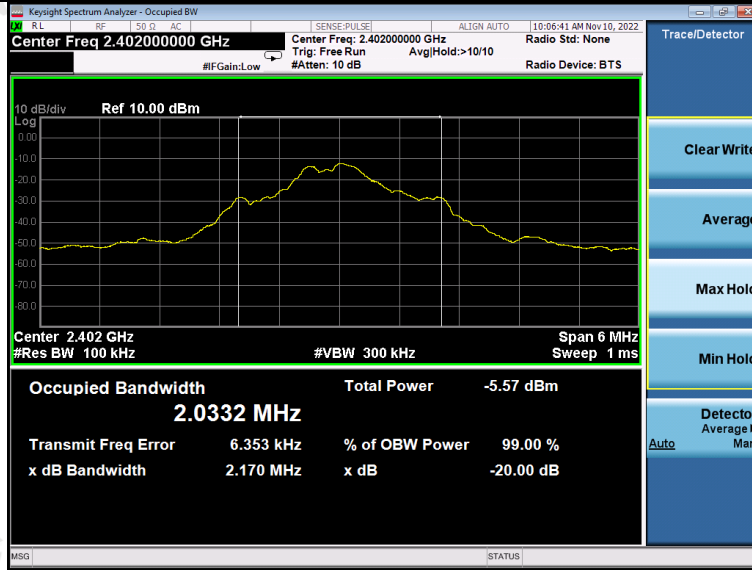 Keysight Spectrum Analyzer - Occupied BW
RL RF 50 Ω AC SENSE:PULSE ALIGN AUTO 10:06:41 AM Nov 10, 2022
Center Freq 2.402000000 GHz
Center Freq: 2.402000000 GHz
Radio Std: None
Trig: Free Run Avg|Hold:>10/10
#IFGain:Low #Atten: 10 dB Radio Device: BTS
10 dB/div Ref 10.00 dBm
Log
0.00
-10.0
-20.0
-30.0
-40.0
-50.0
-60.0
-70.0
-80.0
Center 2.402 GHz Span 6 MHz
#Res BW 100 kHz #VBW 300 kHz Sweep 1 ms
Occupied Bandwidth Total Power -5.57 dBm
2.0332 MHz
Transmit Freq Error 6.353 kHz % of OBW Power 99.00 %
x dB Bandwidth 2.170 MHz x dB -20.00 dB
MSG STATUS
Trace/Detector
Clear Write
Average
Max Hold
Min Hold
Detecto
Average
Auto Ma